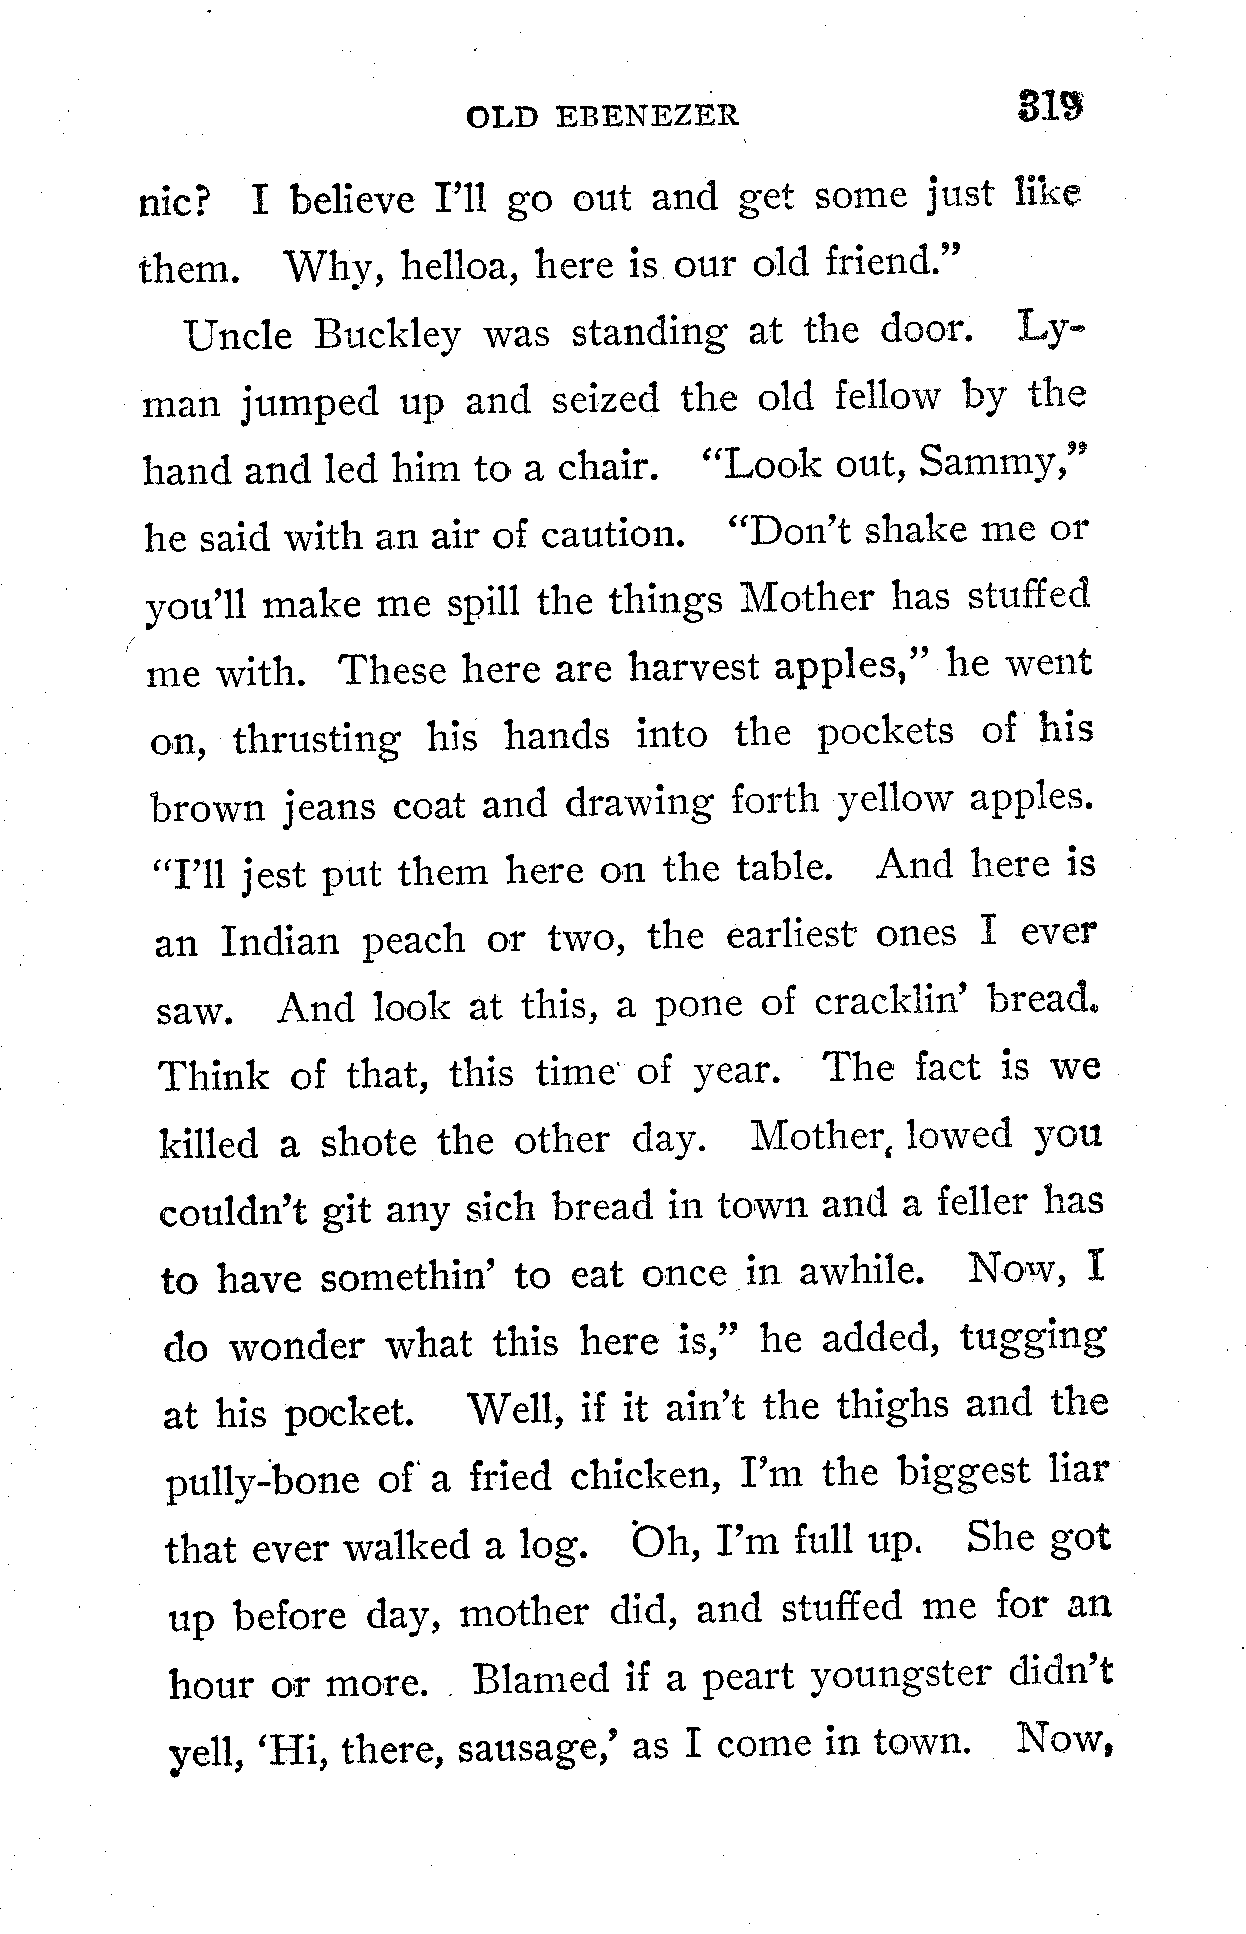 OLD EBENEZER 319
nic? I believe I'll go out and get some just like
them. Why, helloa, here is our old friend."
Uncle Buckley was standing at the door. Ly-
man jumped up and seized the old fellow by the
hand and led him to a chair. "Look out, Sammy,"
he said with an air of caution. "Don't shake me or
you'll make me spill the things Mother has stuffed
me with. These here are harvest apples," he went
on, thrusting his hands into the pockets of his
brown jeans coat and drawing forth yellow apples.
"I'll jest put them here on the table. And here is
an Indian peach or two, the earliest ones I ever
saw. And look at this, a pone of cracklin' bread.
Think of that, this time of year. The fact is we
killed a shote the other day. Mother, lowed you
couldn't git any sich bread in town and a feller has
to have somethin' to eat once in awhile. Now, I
do wonder what this here is," he added, tugging
at his pocket. Well, if it ain't the thighs and the
pully-bone of a fried chicken, I'm the biggest liar
that ever walked a log. Oh, I'm full up. She got
up before day, mother did, and stuffed me for an
hour or more. Blamed if a peart youngster didn't
yell, 'Hi, there, sausage,' as I come in town. Now,